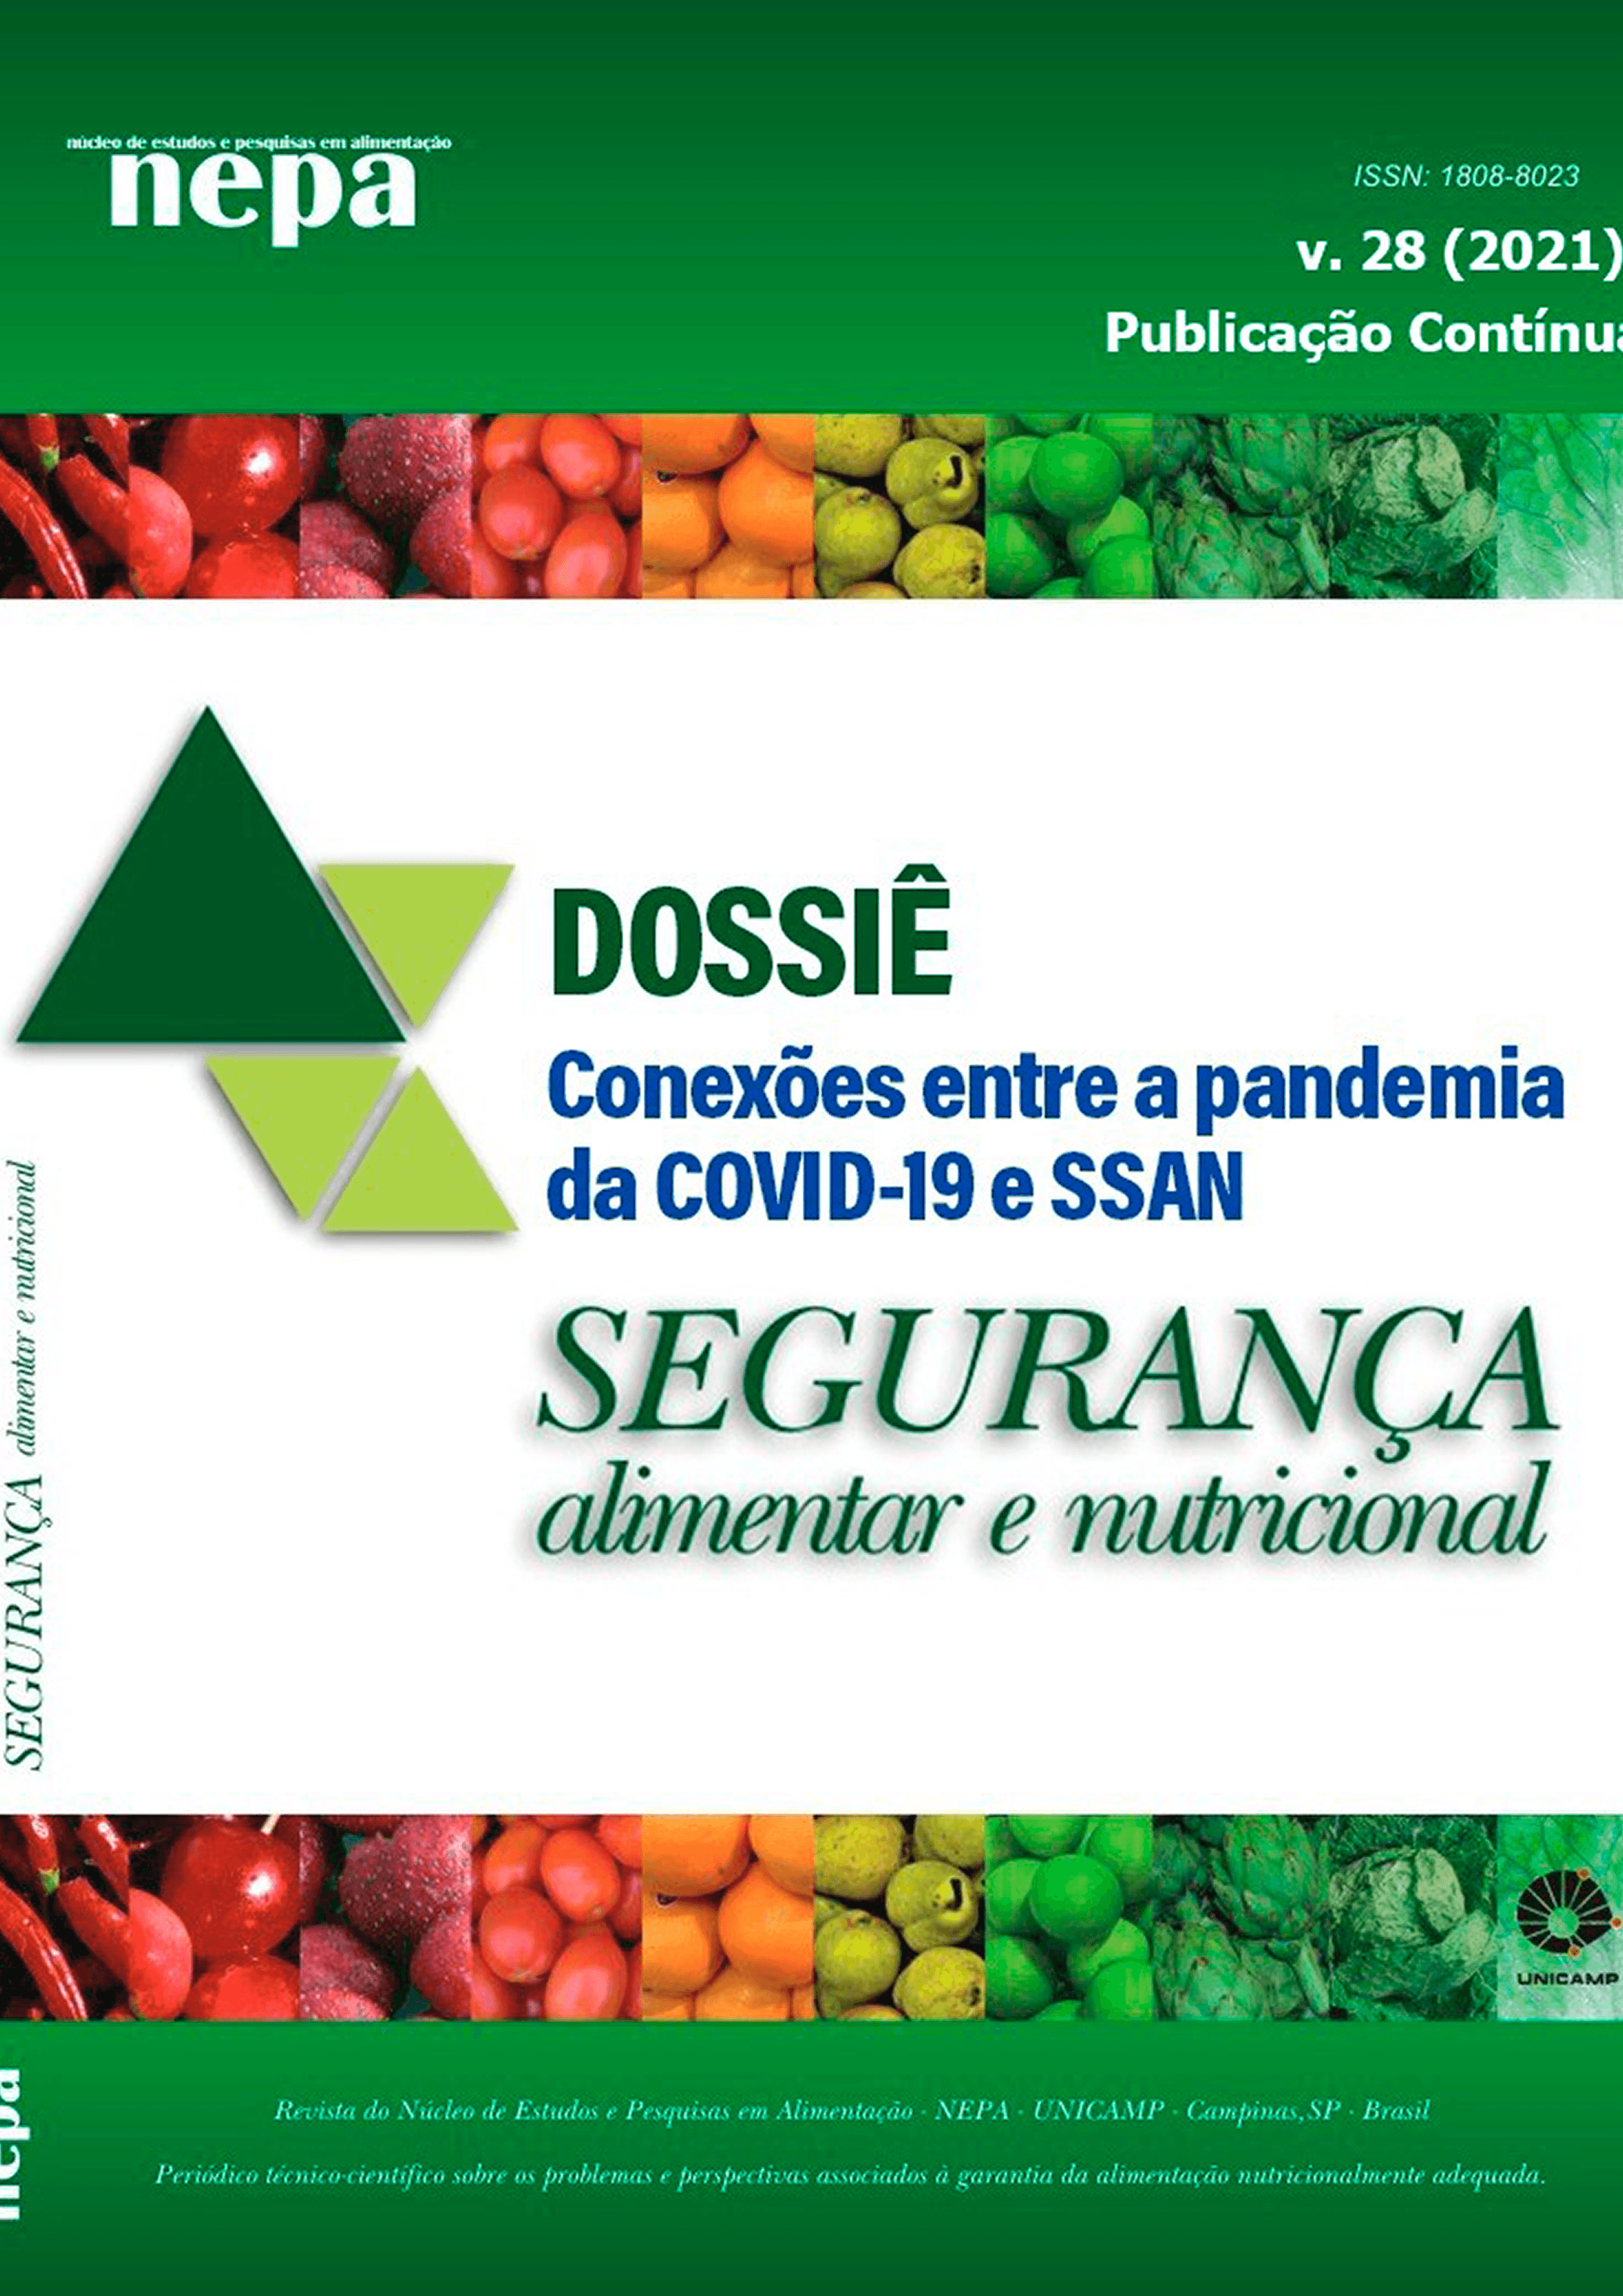 núcleo de estudos e pesquisas em alimentação
nepa
ISSN: 1808-8023
v. 28 (2021)
Publicação Contínua
DOSSIÊ
Conexões entre a pandemia
da COVID-19 e SSAN
SEGURANÇA
alimentar e nutricional
SEGURANÇA alimentar e nutricional
UNICAMP
nepa
Revista do Núcleo de Estudos e Pesquisas em Alimentação · NEPA · UNICAMP · Campinas,SP · Brasil
Periódico técnico-científico sobre os problemas e perspectivas associados à garantia da alimentação nutricionalmente adequada.